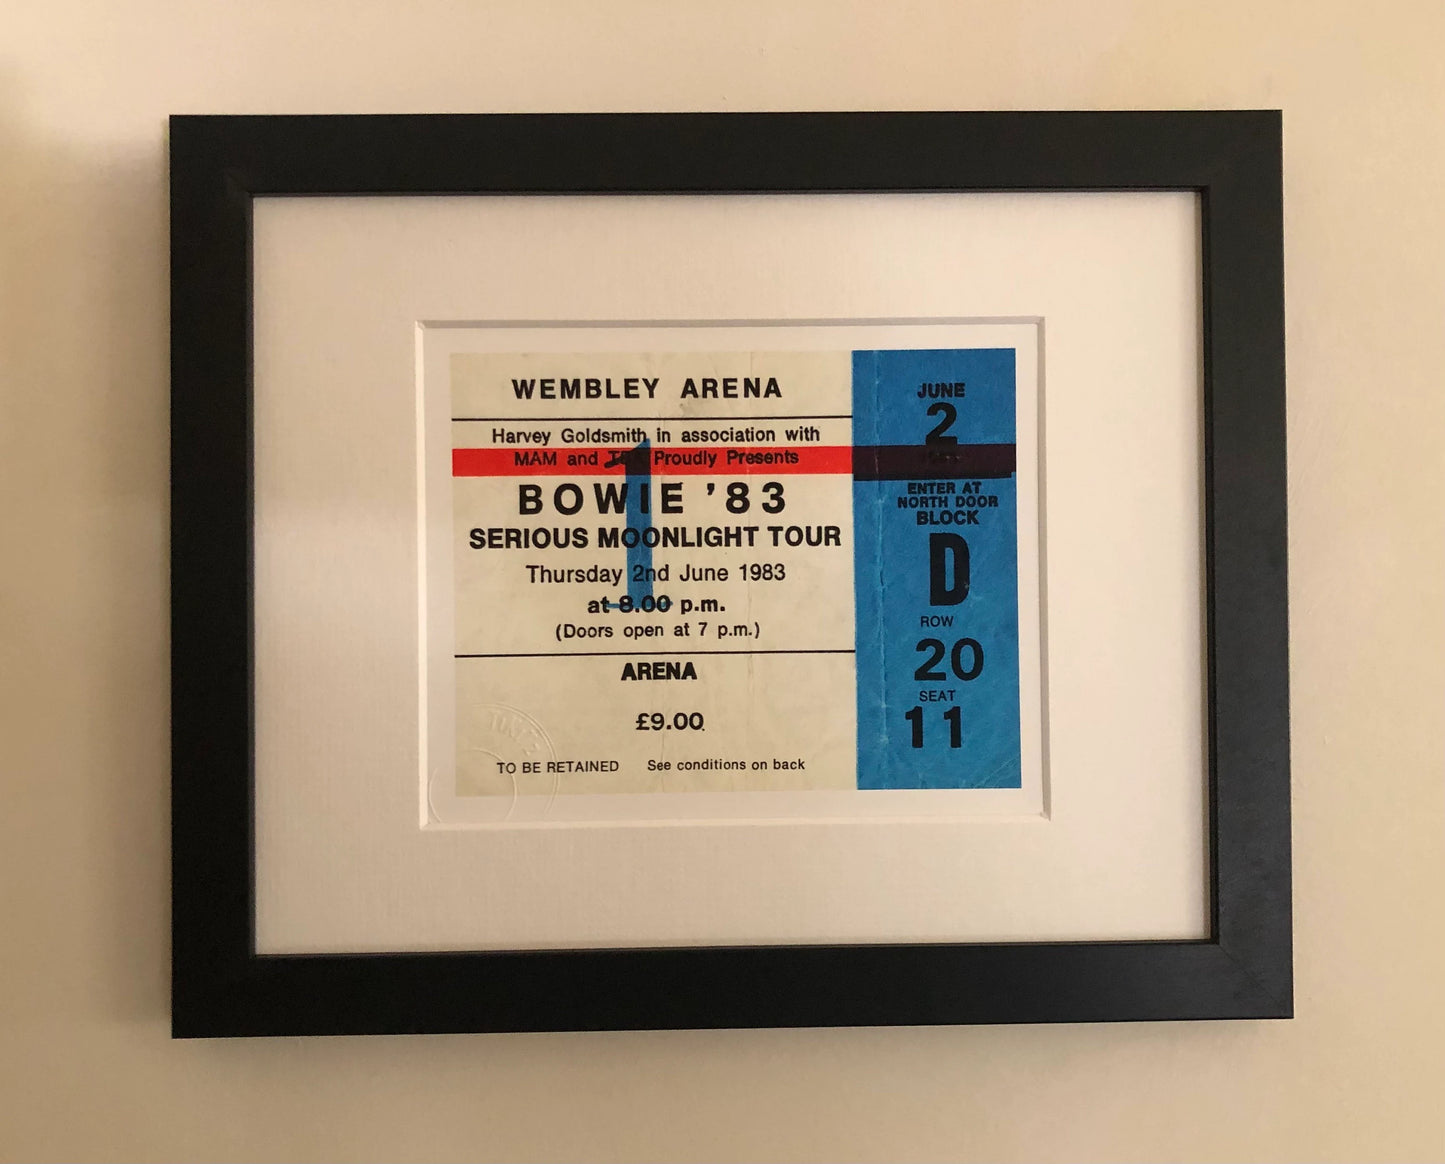 WEMBLEY ARENA
Harvey Goldsmith in association with
MAM and Proudly Presents
1
BOWIE '83
SERIOUS MOONLIGHT TOUR
Thursday 2nd June 1983
at 8.00 p.m.
(Doors open at 7 p.m.)
ARENA
£9.00
TO BE RETAINED See conditions on back
JUNE
2
ENTER AT
NORTH DOOR
BLOCK
D
ROW
20
SEAT
11